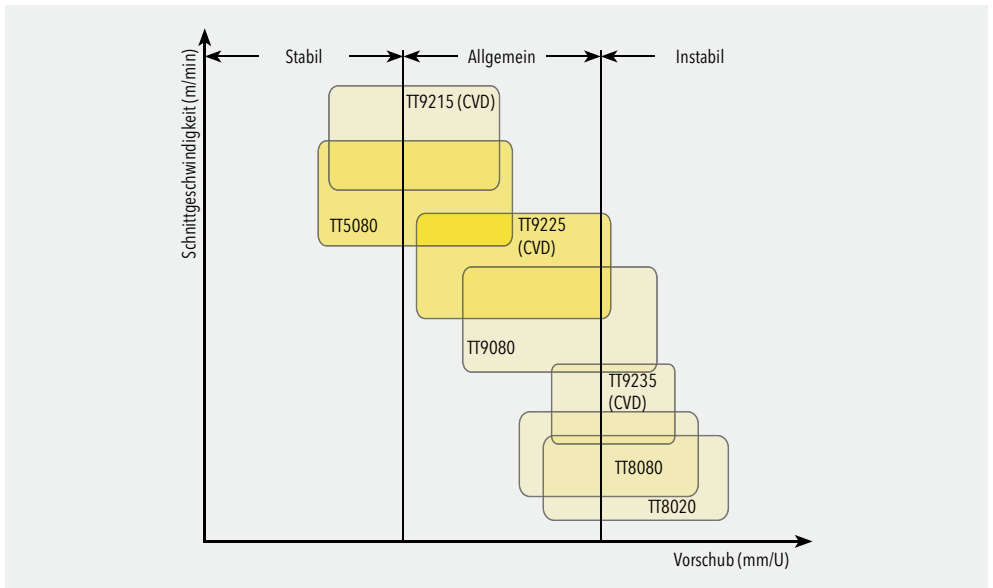 Stabil
Allgemein
Instabil
Schnittgeschwindigkeit (m/min)
TT9215 (CVD)
TT5080
TT9225
(CVD)
TT9080
TT9235
(CVD)
TT8080
TT8020
Vorschub (mm/U)